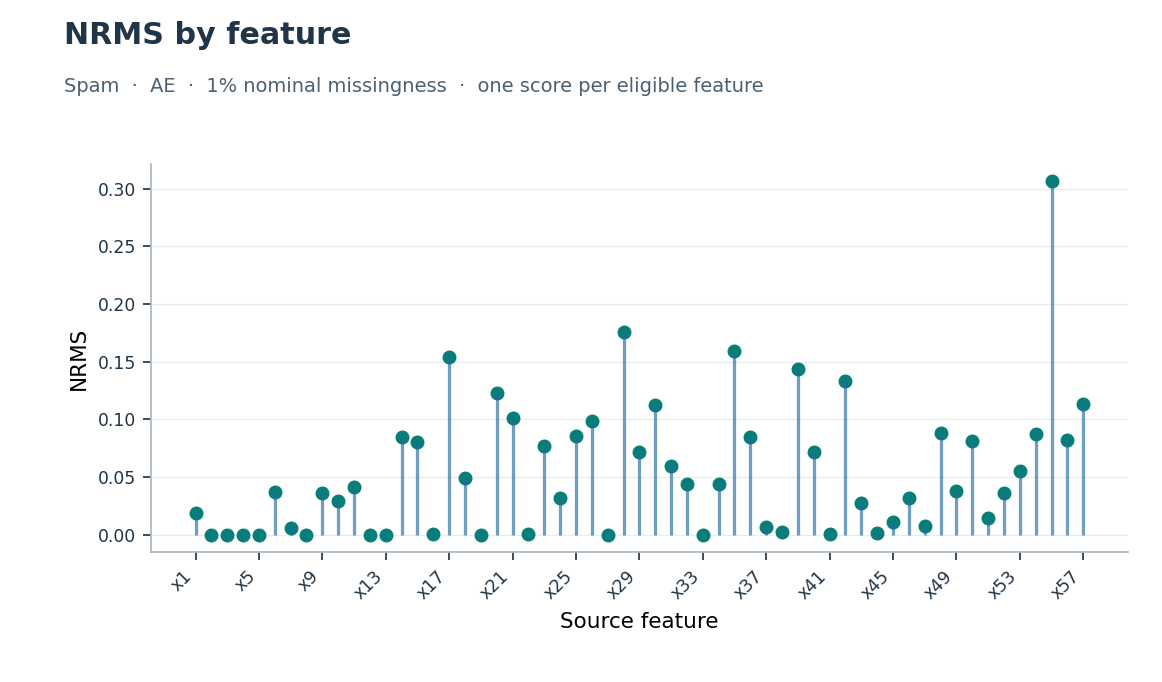 NRMS by feature
Spam · AE · 1% nominal missingness · one score per eligible feature
0.30
0.25
0.20
0.15
0.10
0.05
0.00
NRMS
x1 x5 x9 x13 x17 x21 x25 x29 x33 x37 x41 x45 x49 x53 x57
Source feature